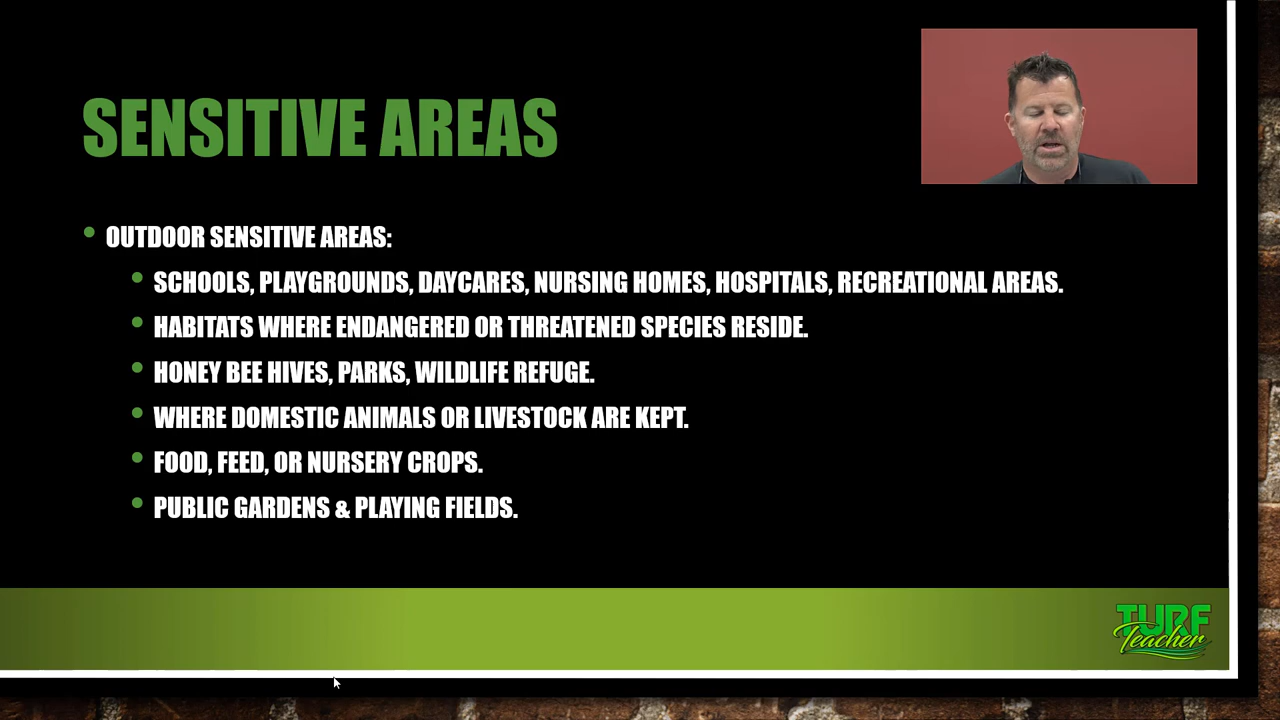 SENSITIVE AREAS
OUTDOOR SENSITIVE AREAS:
SCHOOLS, PLAYGROUNDS, DAYCARES, NURSING HOMES, HOSPITALS, RECREATIONAL AREAS.
HABITATS WHERE ENDANGERED OR THREATENED SPECIES RESIDE.
HONEY BEE HIVES, PARKS, WILDLIFE REFUGE.
WHERE DOMESTIC ANIMALS OR LIVESTOCK ARE KEPT.
FOOD, FEED, OR NURSERY CROPS.
PUBLIC GARDENS & PLAYING FIELDS.
TURF
Teacher